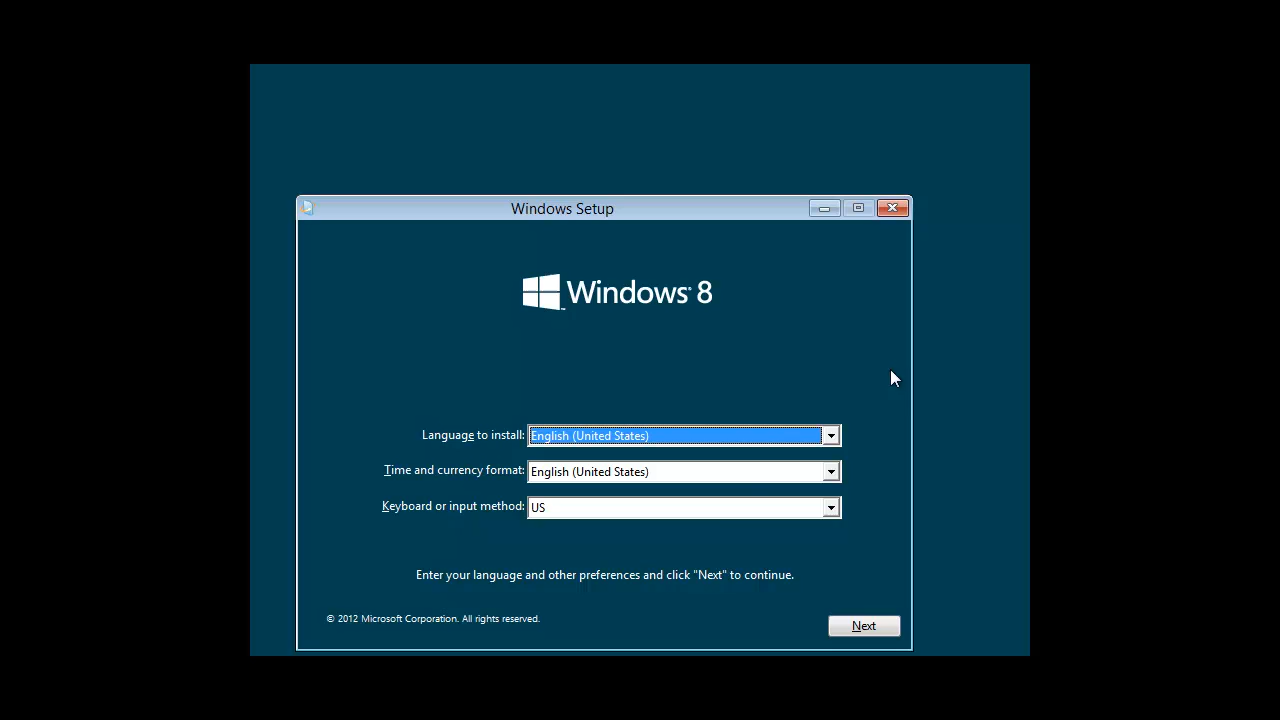 Windows Setup
Windows 8
Language to install: English (United States)
Time and currency format: English (United States)
Keyboard or input method: US
Enter your language and other preferences and click "Next" to continue.
© 2012 Microsoft Corporation. All rights reserved.
Next